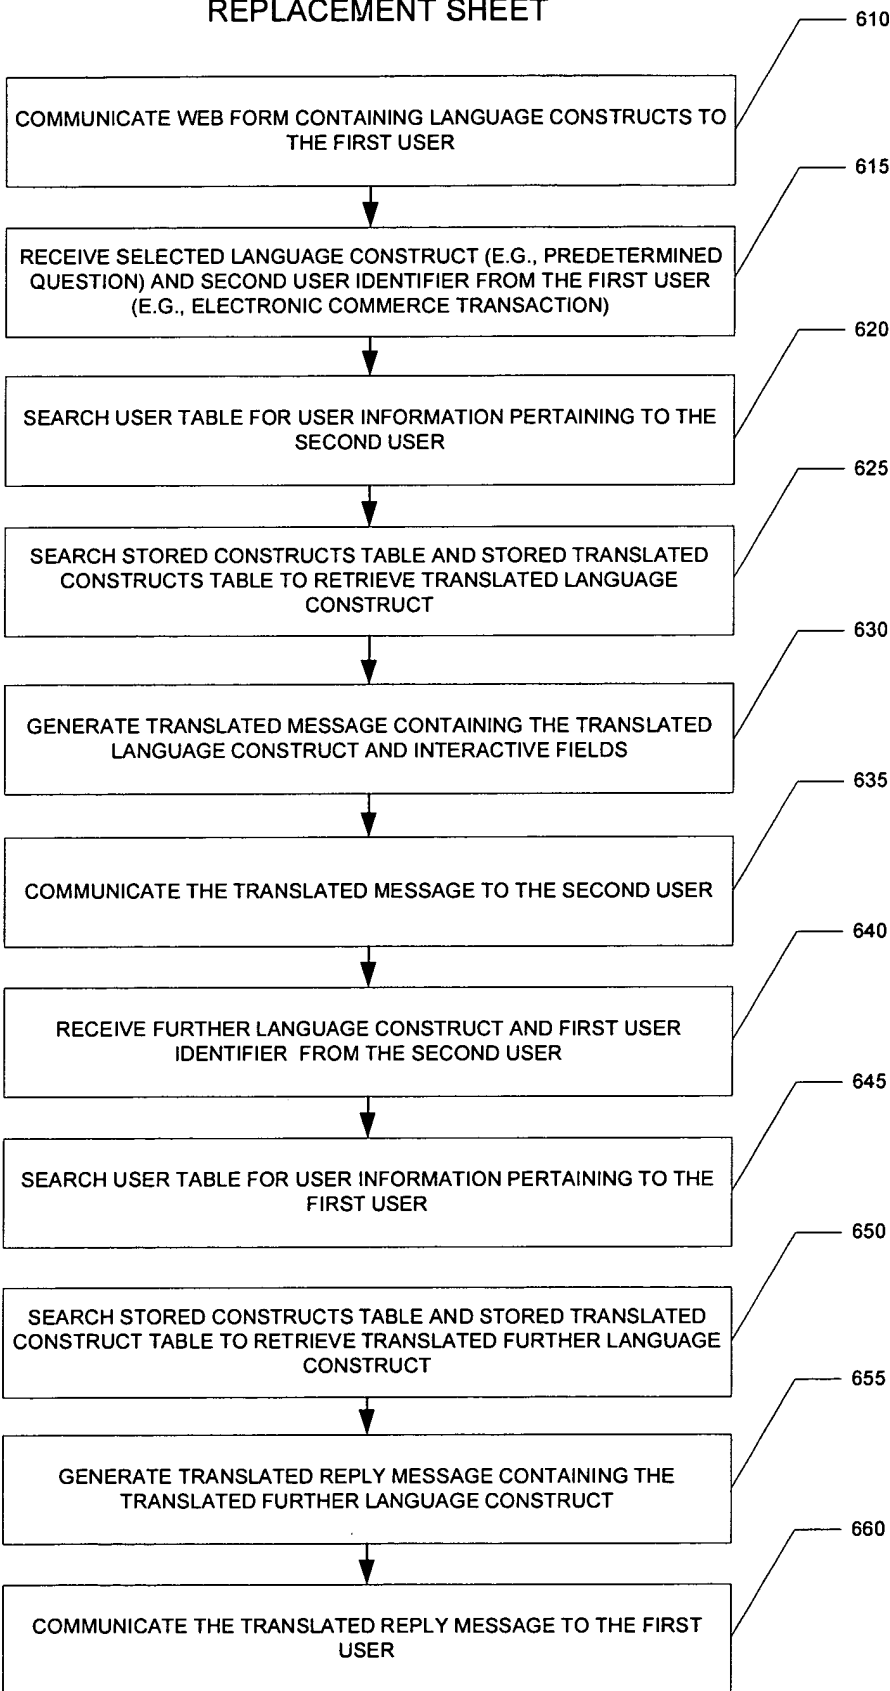 REPLACEMENT SHEET
610
COMMUNICATE WEB FORM CONTAINING LANGUAGE CONSTRUCTS TO
THE FIRST USER
615
RECEIVE SELECTED LANGUAGE CONSTRUCT (E.G., PREDETERMINED
QUESTION) AND SECOND USER IDENTIFIER FROM THE FIRST USER
(E.G., ELECTRONIC COMMERCE TRANSACTION)
620
SEARCH USER TABLE FOR USER INFORMATION PERTAINING TO THE
SECOND USER
625
SEARCH STORED CONSTRUCTS TABLE AND STORED TRANSLATED
CONSTRUCTS TABLE TO RETRIEVE TRANSLATED LANGUAGE
CONSTRUCT
630
GENERATE TRANSLATED MESSAGE CONTAINING THE TRANSLATED
LANGUAGE CONSTRUCT AND INTERACTIVE FIELDS
635
COMMUNICATE THE TRANSLATED MESSAGE TO THE SECOND USER
640
RECEIVE FURTHER LANGUAGE CONSTRUCT AND FIRST USER
IDENTIFIER FROM THE SECOND USER
645
SEARCH USER TABLE FOR USER INFORMATION PERTAINING TO THE
FIRST USER
650
SEARCH STORED CONSTRUCTS TABLE AND STORED TRANSLATED
CONSTRUCT TABLE TO RETRIEVE TRANSLATED FURTHER LANGUAGE
CONSTRUCT
655
GENERATE TRANSLATED REPLY MESSAGE CONTAINING THE
TRANSLATED FURTHER LANGUAGE CONSTRUCT
660
COMMUNICATE THE TRANSLATED REPLY MESSAGE TO THE FIRST
USER